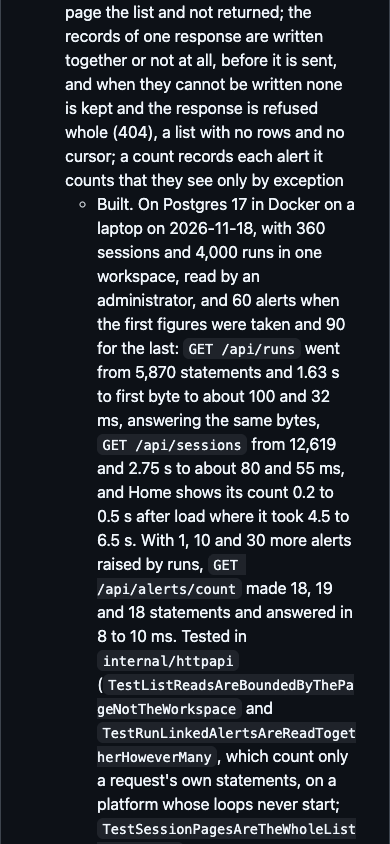 page the list and not returned; the
records of one response are written
together or not at all, before it is sent,
and when they cannot be written none
is kept and the response is refused
whole (404), a list with no rows and no
cursor; a count records each alert it
counts that they see only by exception
Built. On Postgres 17 in Docker on a
laptop on 2026-11-18, with 360
sessions and 4,000 runs in one
workspace, read by an
administrator, and 60 alerts when
the first figures were taken and 90
for the last: GET /api/runs went
from 5,870 statements and 1.63 s
to first byte to about 100 and 32
ms, answering the same bytes,
GET /api/sessions from 12,619
and 2.75 s to about 80 and 55 ms,
and Home shows its count 0.2 to
0.5 s after load where it took 4.5 to
6.5 s. With 1, 10 and 30 more alerts
raised by runs, GET
/api/alerts/count made 18, 19
and 18 statements and answered in
8 to 10 ms. Tested in
internal/httpapi
(TestListReadsAreBoundedByThePa
geNotTheWorkspace and
TestRunLinkedAlertsAreReadToget
herHoweverMany, which count only
a request's own statements, on a
platform whose loops never start;
TestSessionPagesAreTheWholeList